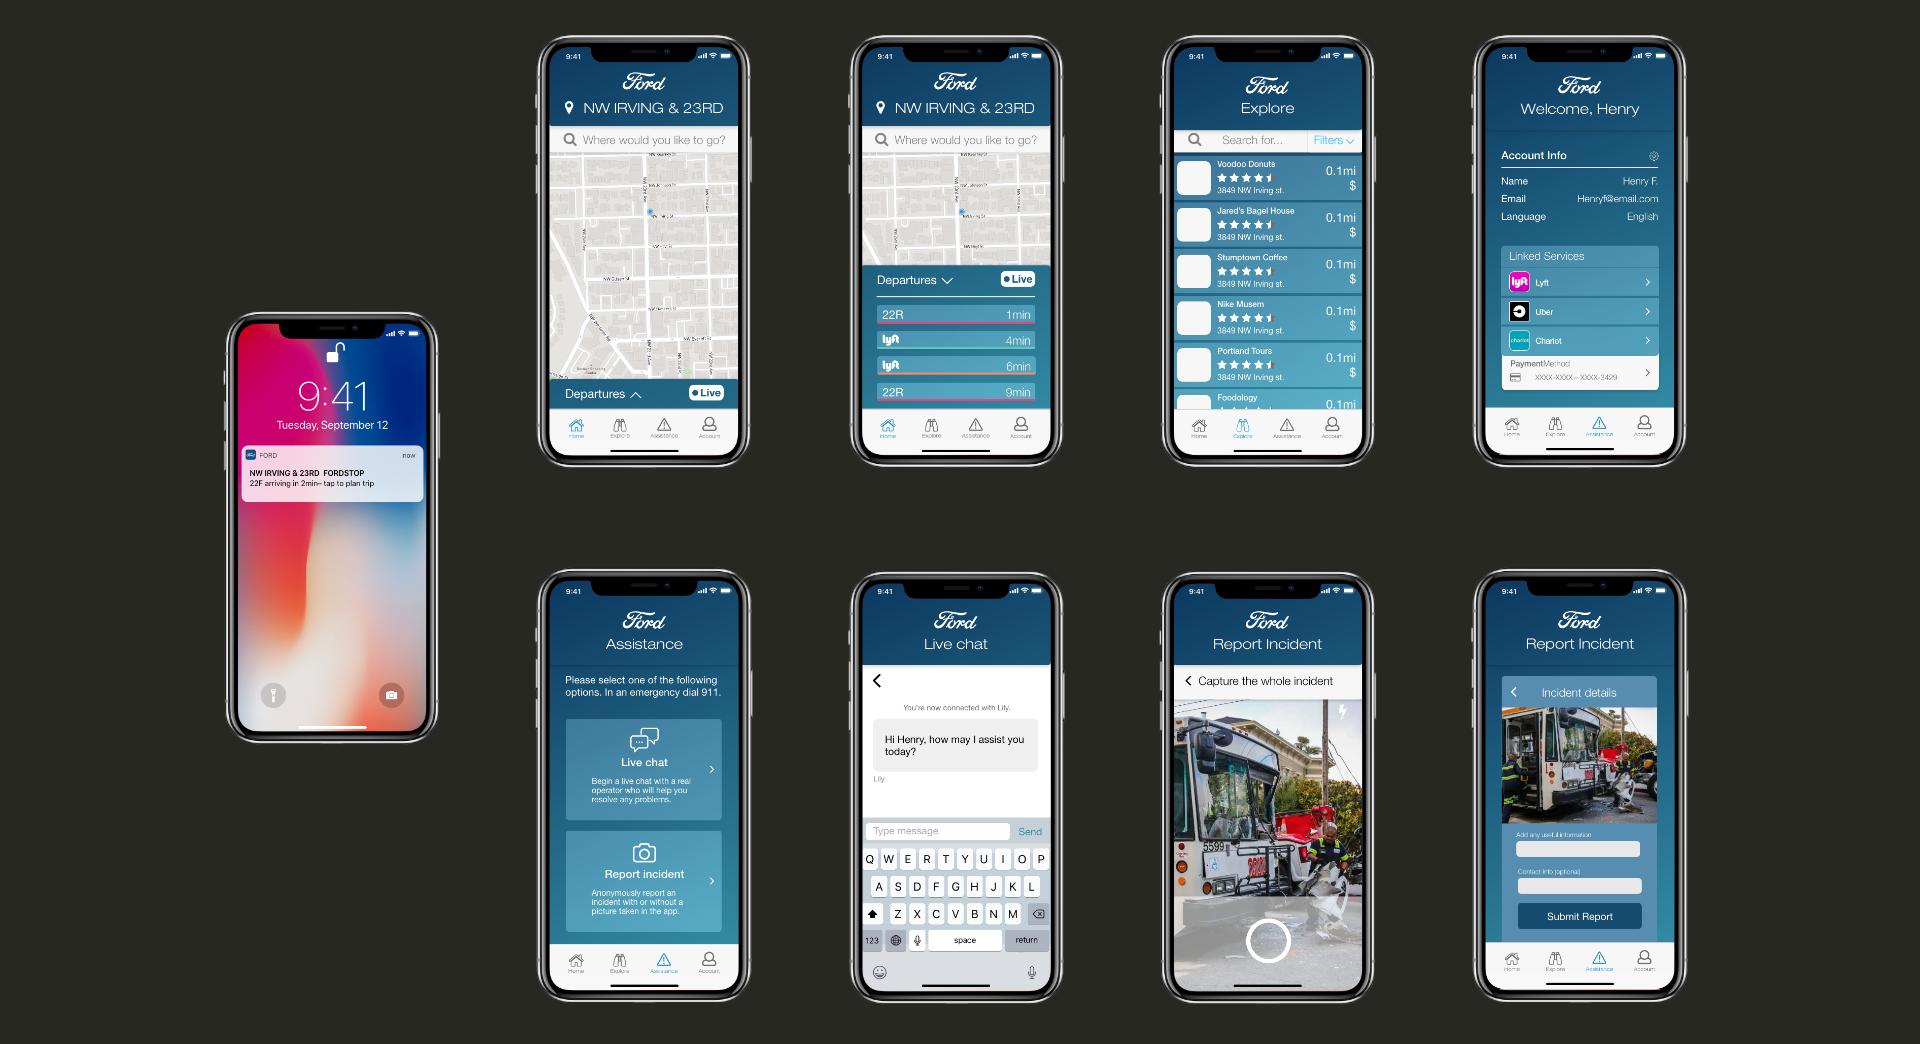 9:41
Tuesday, September 12
FORD
now
NW IRVING & 23RD FORDSTOP
22F arriving in 2min– tap to plan trip
9:41
Ford
NW IRVING & 23RD
Where would you like to go?
Departures
Live
Home
Explore
Assistance
Account
9:41
Ford
NW IRVING & 23RD
Where would you like to go?
Departures
Live
22R
1min
lyft
4min
lyft
6min
22R
9min
Home
Explore
Assistance
Account
9:41
Ford
Explore
Search for...
Filters
Voodoo Donuts
0.1mi
$
3849 NW Irving st.
Jared's Bagel House
0.1mi
$
3849 NW Irving st.
Stumptown Coffee
0.1mi
$
3849 NW Irving st.
Nike Musem
0.1mi
$
3849 NW Irving st.
Portland Tours
0.1mi
$
3849 NW Irving st.
Foodology
0.1mi
Home
Explore
Assistance
Account
9:41
Ford
Welcome, Henry
Account Info
Name
Henry F.
Email
Henryf@email.com
Language
English
Linked Services
lyft
Lyft
Uber
chariot
Chariot
PaymentMethod
XXXX-XXXX—XXXX-3429
Home
Explore
Assistance
Account
9:41
Ford
Assistance
Please select one of the following
options. In an emergency dial 911.
Live chat
Begin a live chat with a real
operator who will help you
resolve any problems.
Report incident
Anonymously report an
incident with or without a
picture taken in the app.
Home
Explore
Assistance
Account
9:41
Ford
Live chat
You're now connected with Lily.
Hi Henry, how may I assist you
today?
Lily
Type message
Send
Q W E R T Y U I O P
A S D F G H J K L
Z X C V B N M
123
space
return
9:41
Ford
Report Incident
Capture the whole incident
5599
9:41
Ford
Report Incident
Incident details
Add any useful information
Contact info (optional)
Submit Report
Home
Explore
Assistance
Account